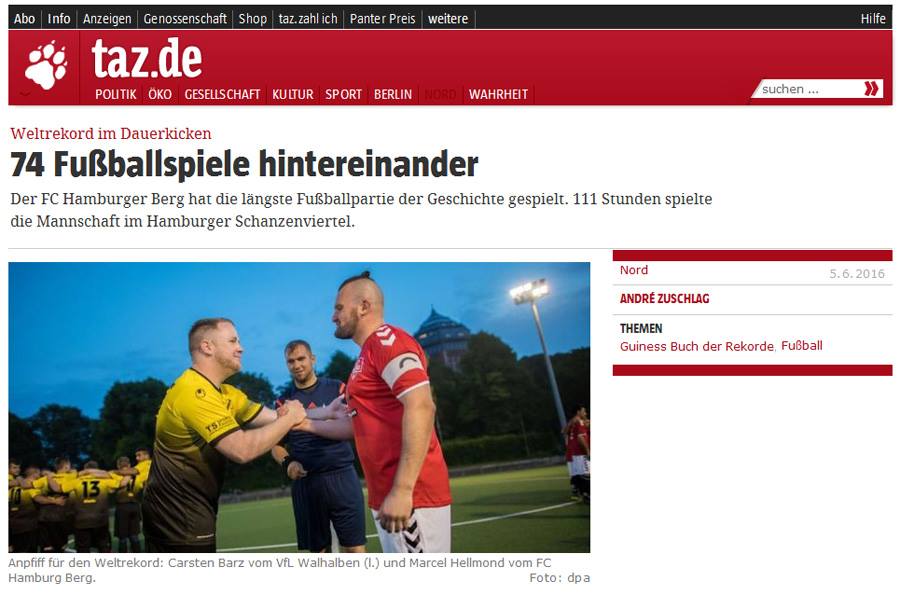 Abo Info Anzeigen Genossenschaft Shop taz.zahl ich Panter Preis weitere Hilfe
taz.de
POLITIK ÖKO GESELLSCHAFT KULTUR SPORT BERLIN NORD WAHRHEIT
suchen ...
Weltrekord im Dauerkicken
74 Fußballspiele hintereinander
Der FC Hamburger Berg hat die längste Fußballpartie der Geschichte gespielt. 111 Stunden spielte
die Mannschaft im Hamburger Schanzenviertel.
Nord 5.6.2016
ANDRÉ ZUSCHLAG
THEMEN
Guiness Buch der Rekorde, Fußball
13
Anpfiff für den Weltrekord: Carsten Barz vom VfL Walhalben (l.) und Marcel Hellmond vom FC
Hamburg Berg. Foto: dpa